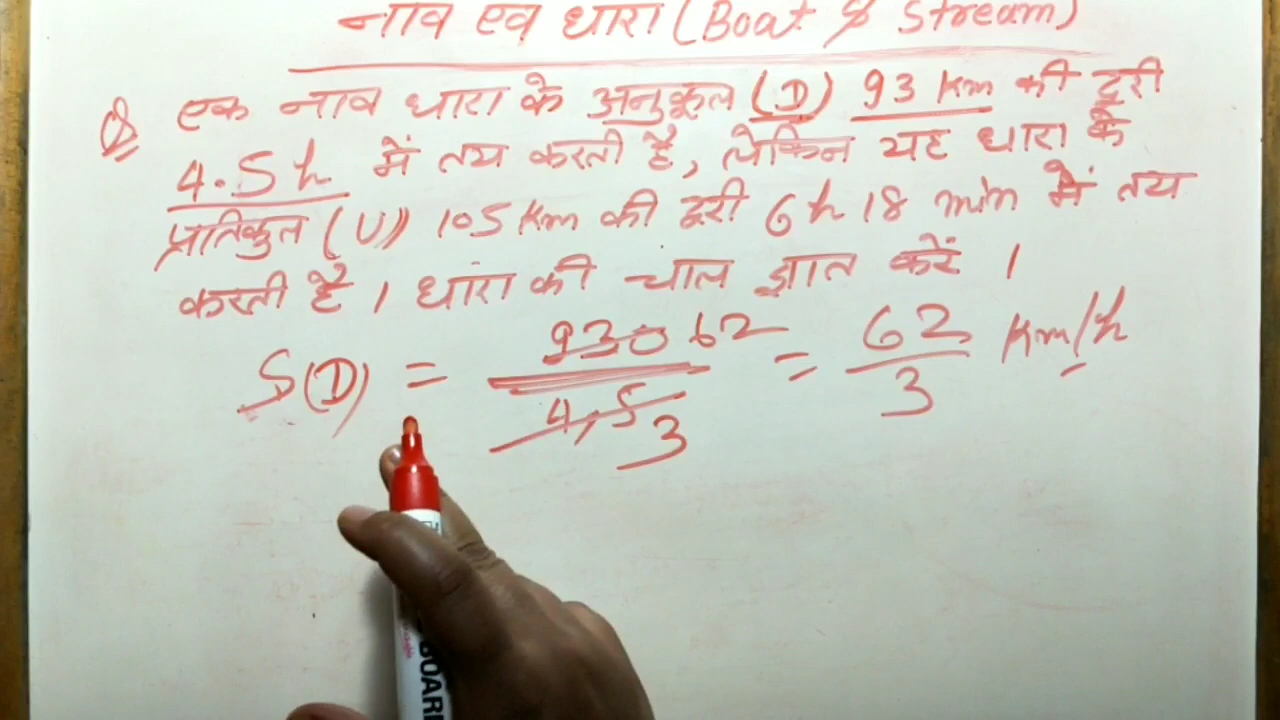 नाव एव धारा (Boat & Stream)
Q एक नाव धारा के अनुकूल (D) 93 Km की दूरी
4.5 h में तय करती है, लेकिन यह धारा के
प्रतिकुल (U) 105 Km की दूरी 6 h 18 min में तय
करती है । धारा की चाल ज्ञात करें ।
S(D) = 930 62 / 4,5 3 = 62/3 Km/h
BOAR